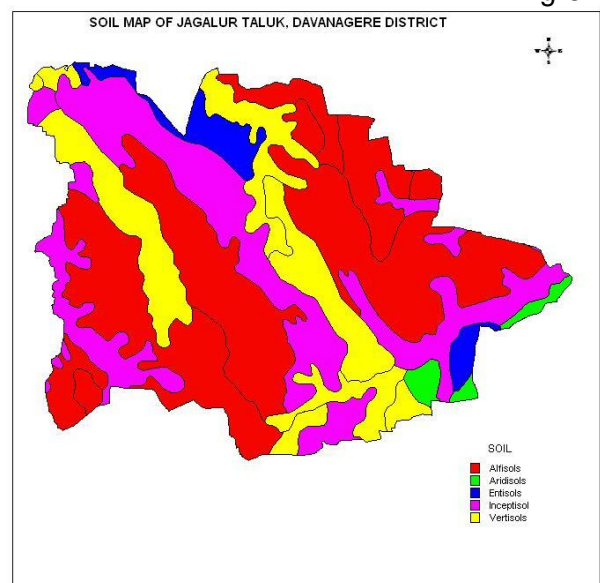 SOIL MAP OF JAGALUR TALUK, DAVANAGERE DISTRICT
N
W E
S
SOIL
Alfisols
Aridisols
Entisols
Inceptisol
Vertisols